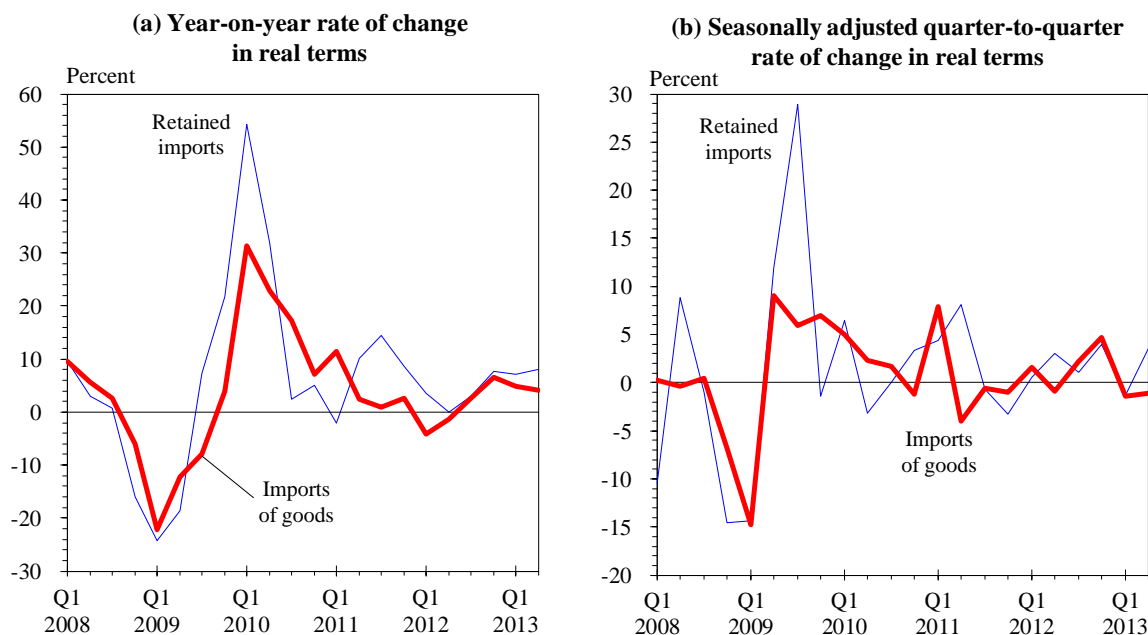 (a) Year-on-year rate of change
in real terms
Percent
60
50
40
30
20
10
0
-10
-20
-30
Retained
imports
Imports
of goods
Q1
2008
Q1
2009
Q1
2010
Q1
2011
Q1
2012
Q1
2013
(b) Seasonally adjusted quarter-to-quarter
rate of change in real terms
Percent
30
25
20
15
10
5
0
-5
-10
-15
-20
Retained
imports
Imports
of goods
Q1
2008
Q1
2009
Q1
2010
Q1
2011
Q1
2012
Q1
2013